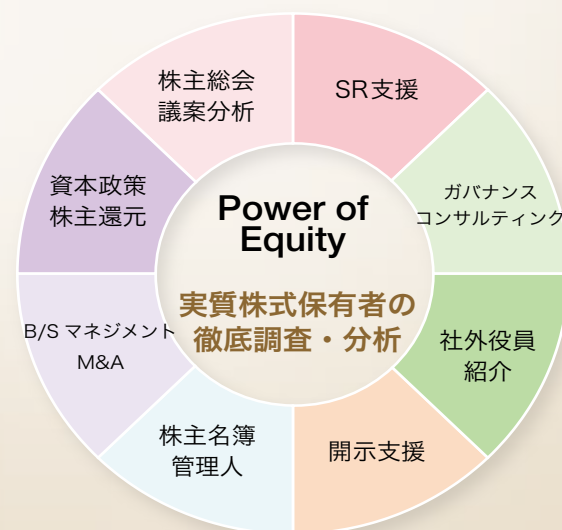 株主総会
議案分析
SR支援
ガバナンス
コンサルティング
社外役員
紹介
開示支援
株主名簿
管理人
B/S マネジメント
M&A
資本政策
株主還元
Power of
Equity
実質株式保有者の
徹底調査・分析